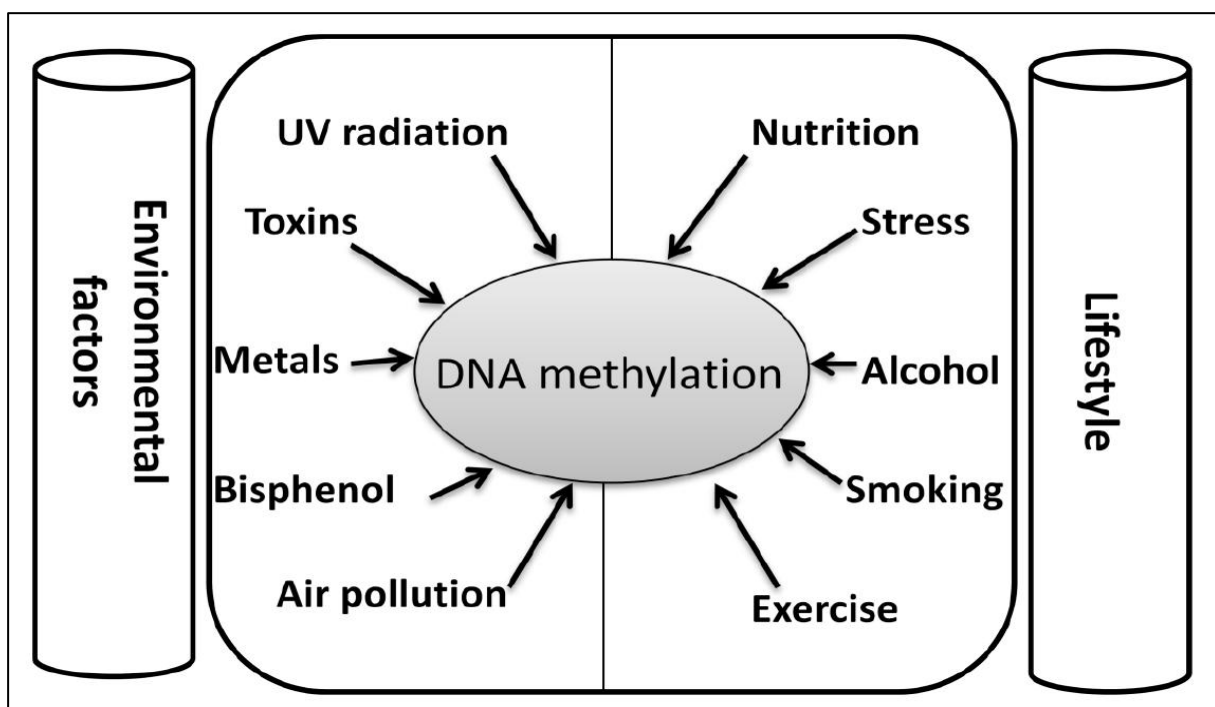 Environmental
factors
UV radiation
Toxins
Metals
Bisphenol
Air pollution
DNA methylation
Nutrition
Stress
Alcohol
Smoking
Exercise
Lifestyle